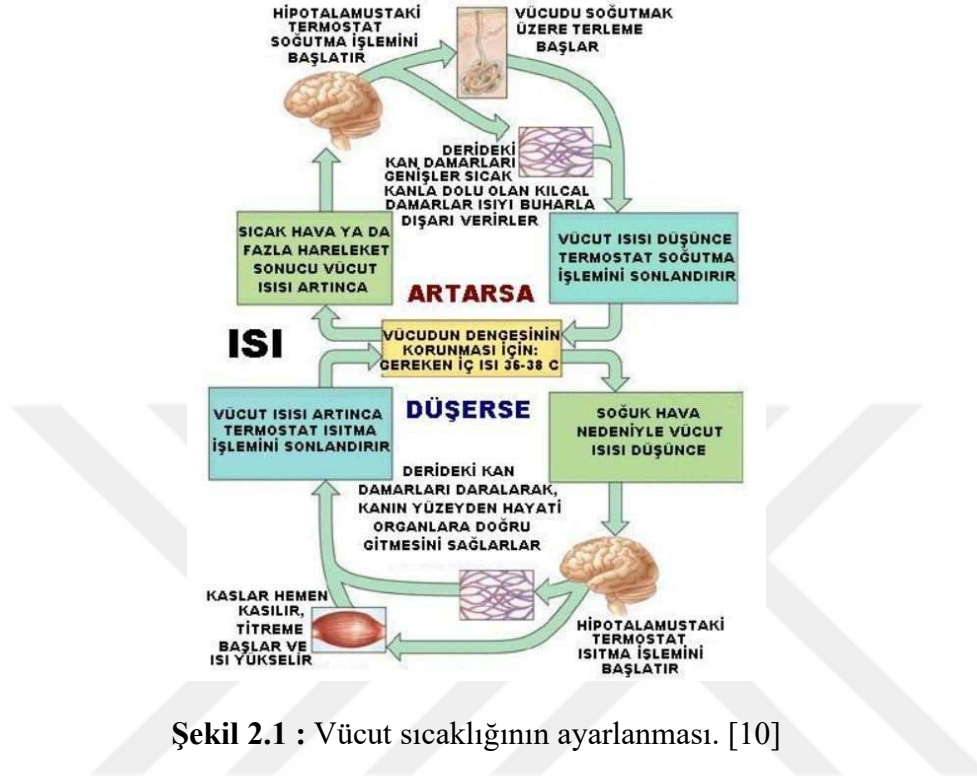 HİPOTALAMUSTAKİ
TERMOSTAT
SOĞUTMA İŞLEMİNİ
BAŞLATIR
VÜCUDU SOĞUTMAK
ÜZERE TERLEME
BAŞLAR
DERİDEKİ
KAN DAMARLARI
GENİŞLER SICAK
KANLA DOLU OLAN KILCAL
DAMARLAR ISIYI BUHARLA
DIŞARI VERİRLER
SICAK HAVA YA DA
FAZLA HARELEKET
SONUCU VÜCUT
ISISI ARTINCA
VÜCUT ISISI DÜŞÜNCE
TERMOSTAT SOĞUTMA
İŞLEMİNİ SONLANDIRIR
ARTARSA
ISI
VÜCUDUN DENGESİNİN
KORUNMASI İÇİN:
GEREKEN İÇ ISI 36-38 C
DÜŞERSE
VÜCUT ISISI ARTINCA
TERMOSTAT ISITMA
İŞLEMİNİ SONLANDIRIR
SOĞUK HAVA
NEDENİYLE VÜCUT
ISISI DÜŞÜNCE
DERİDEKİ KAN
DAMARLARI DARALARAK,
KANIN YÜZEYDEN HAYATİ
ORGANLARA DOĞRU
GİTMESİNİ SAĞLARLAR
KASLAR HEMEN
KASILIR,
TİTREME
BAŞLAR VE
ISI YÜKSELİR
HİPOTALAMUSTAKİ
TERMOSTAT
ISITMA İŞLEMİNİ
BAŞLATIR
Şekil 2.1 : Vücut sıcaklığının ayarlanması. [10]